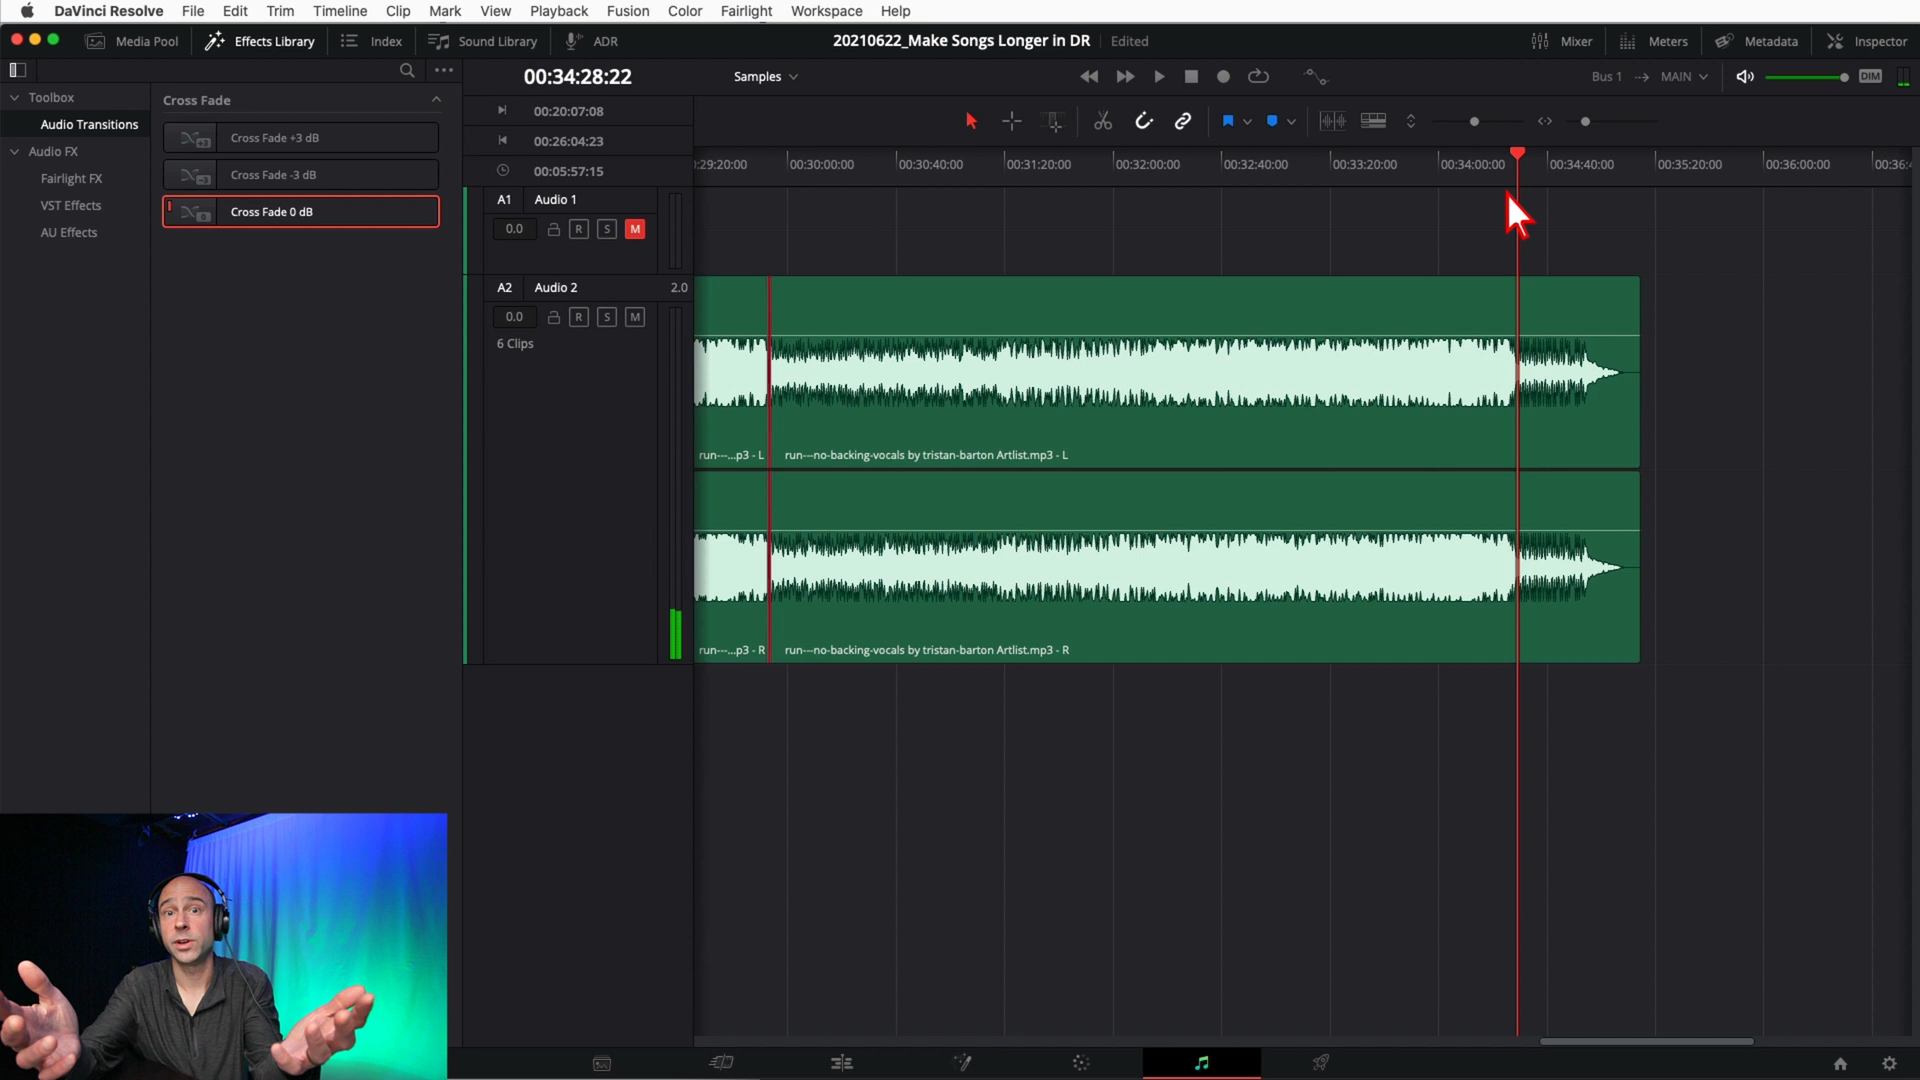 DaVinci Resolve File Edit Trim Timeline Clip Mark View Playback Fusion Color Fairlight Workspace Help
Media Pool Effects Library Index Sound Library ADR 20210622_Make Songs Longer in DR Edited Mixer Meters Metadata Inspector
00:34:28:22 Samples Bus 1 MAIN DIM
Toolbox
Audio Transitions
Audio FX
Fairlight FX
VST Effects
AU Effects
Cross Fade
Cross Fade +3 dB
Cross Fade -3 dB
Cross Fade 0 dB
00:20:07:08
00:26:04:23
00:05:57:15
:29:20:00 00:30:00:00 00:30:40:00 00:31:20:00 00:32:00:00 00:32:40:00 00:33:20:00 00:34:00:00 00:34:40:00 00:35:20:00 00:36:00:00 00:36:4
A1 Audio 1
0.0 R S M
A2 Audio 2 2.0
0.0 R S M
6 Clips
run---...p3 - L run---no-backing-vocals by tristan-barton Artlist.mp3 - L
run---...p3 - R run---no-backing-vocals by tristan-barton Artlist.mp3 - R